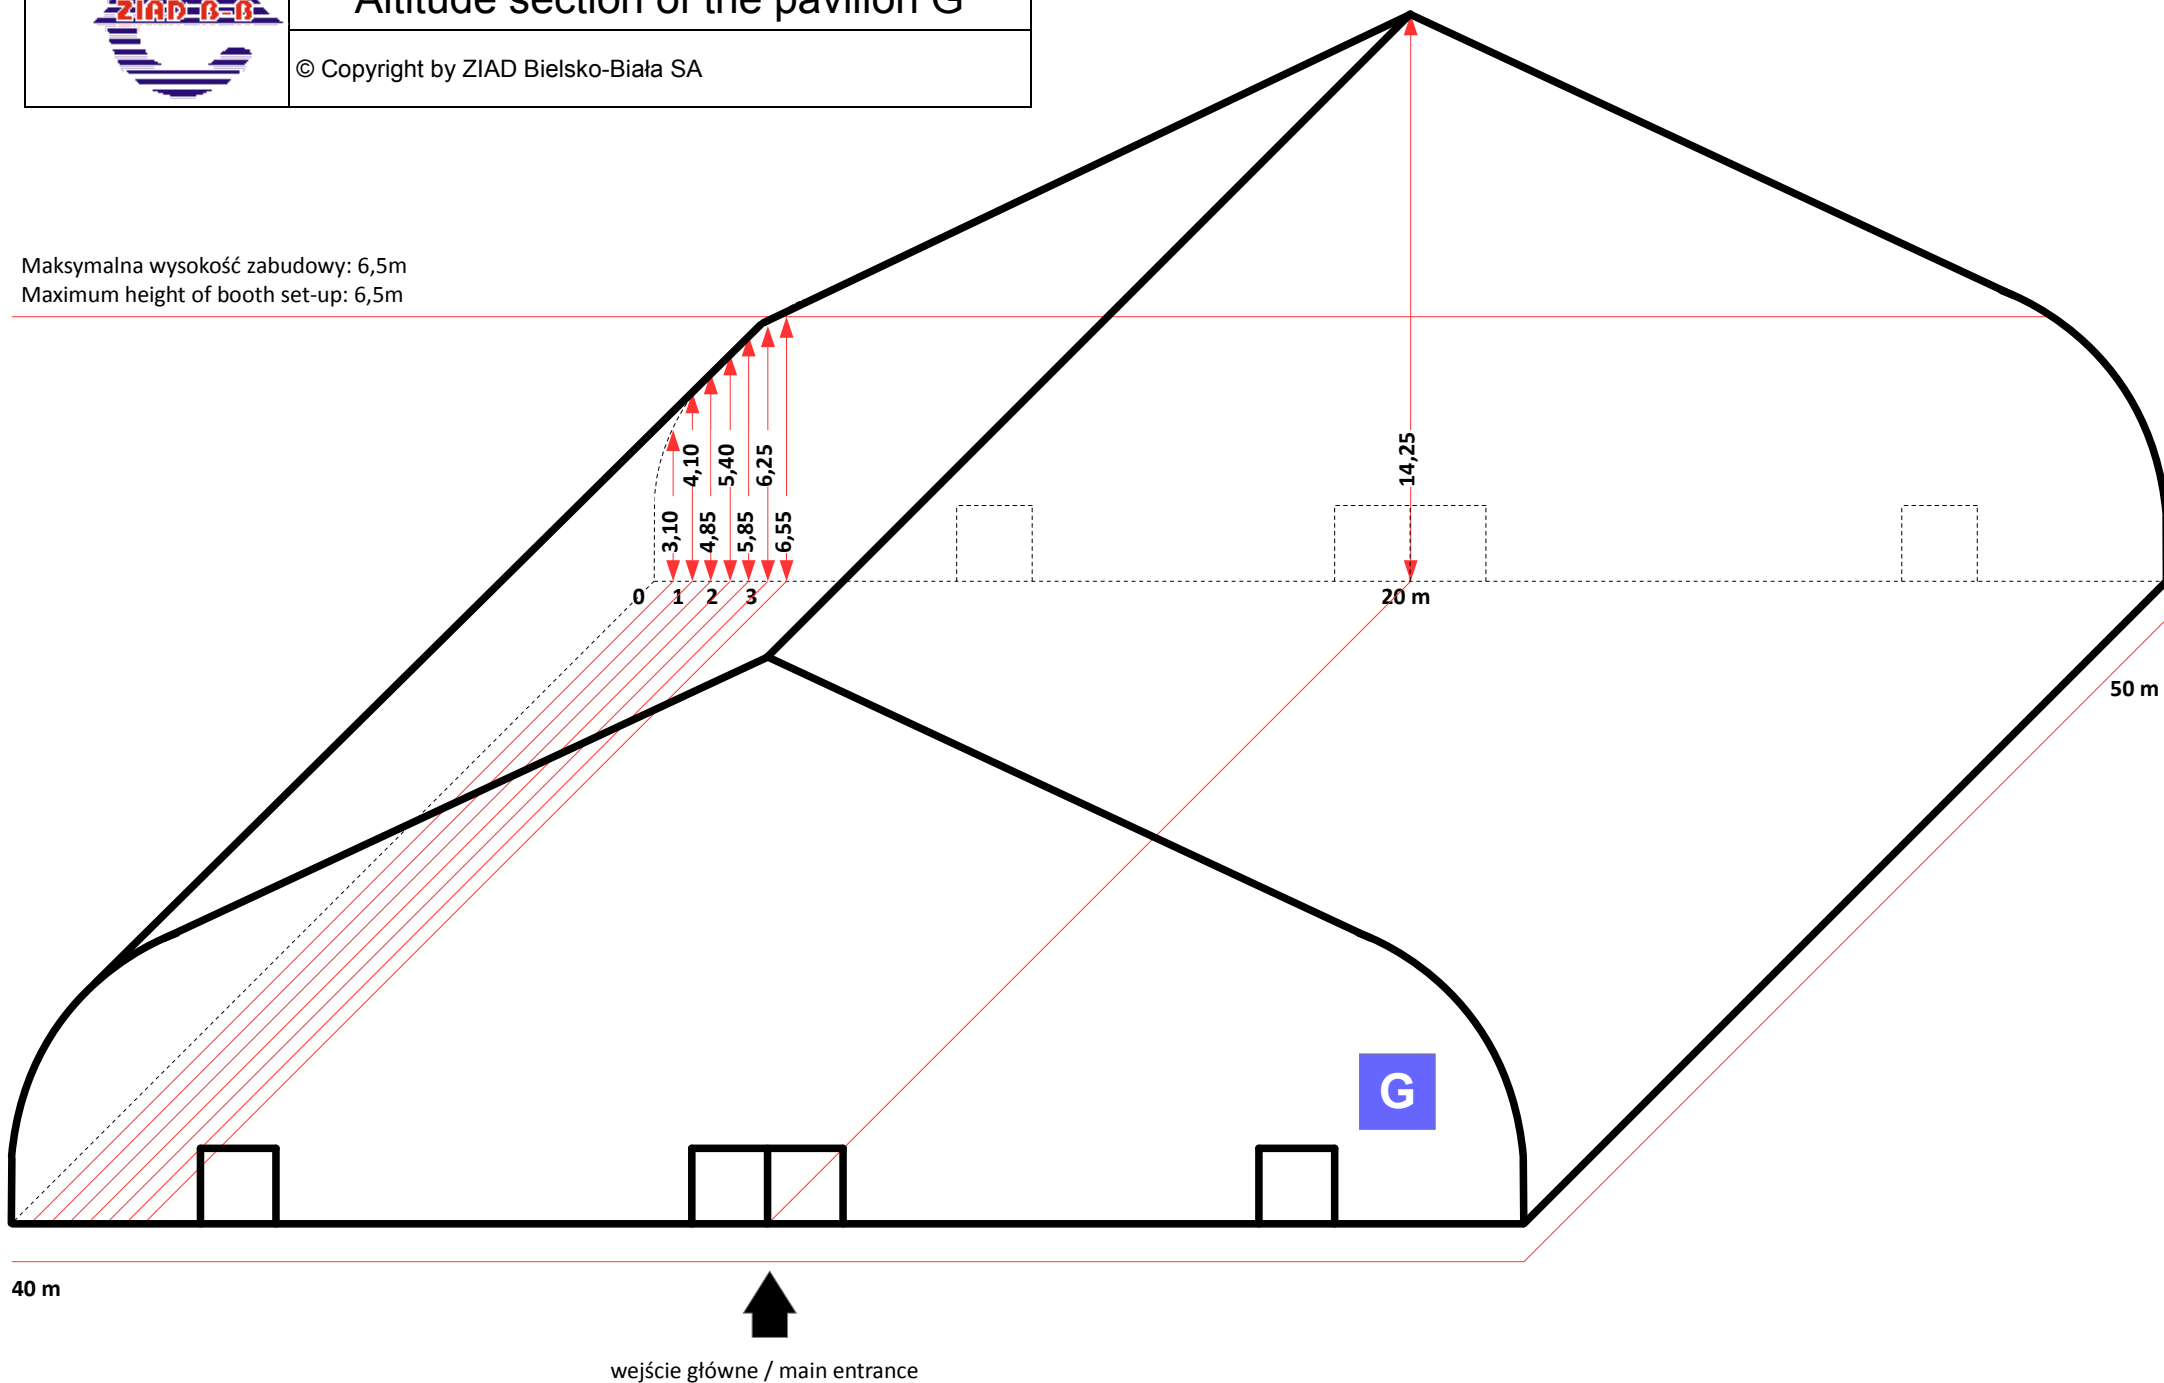 ZIAD-B-B
Altitude section of the pavilion G
© Copyright by ZIAD Bielsko-Biała SA
Maksymalna wysokość zabudowy: 6,5m
Maximum height of booth set-up: 6,5m
3,10
4,10
4,85
5,40
5,85
6,25
6,55
14,25
0 1 2 3
20 m
50 m
G
40 m
wejście główne / main entrance